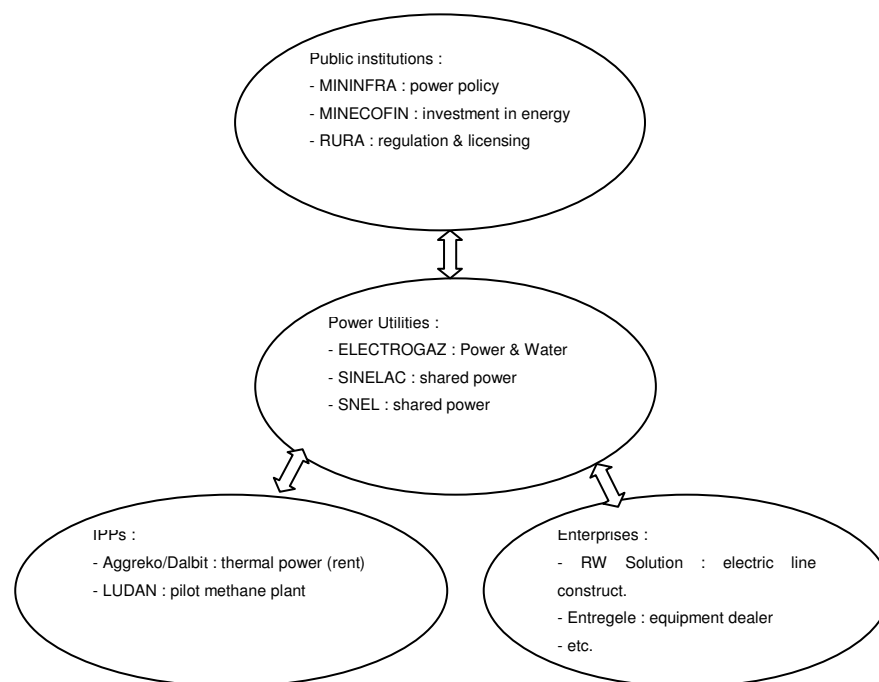 Public institutions :
- MININFRA : power policy
- MINECOFIN : investment in energy
- RURA : regulation & licensing
Power Utilities :
- ELECTROGAZ : Power & Water
- SINELAC : shared power
- SNEL : shared power
IPPs :
- Aggreko/Dalbit : thermal power (rent)
- LUDAN : pilot methane plant
Enterprises :
- RW Solution : electric line
construct.
- Entregele : equipment dealer
- etc.